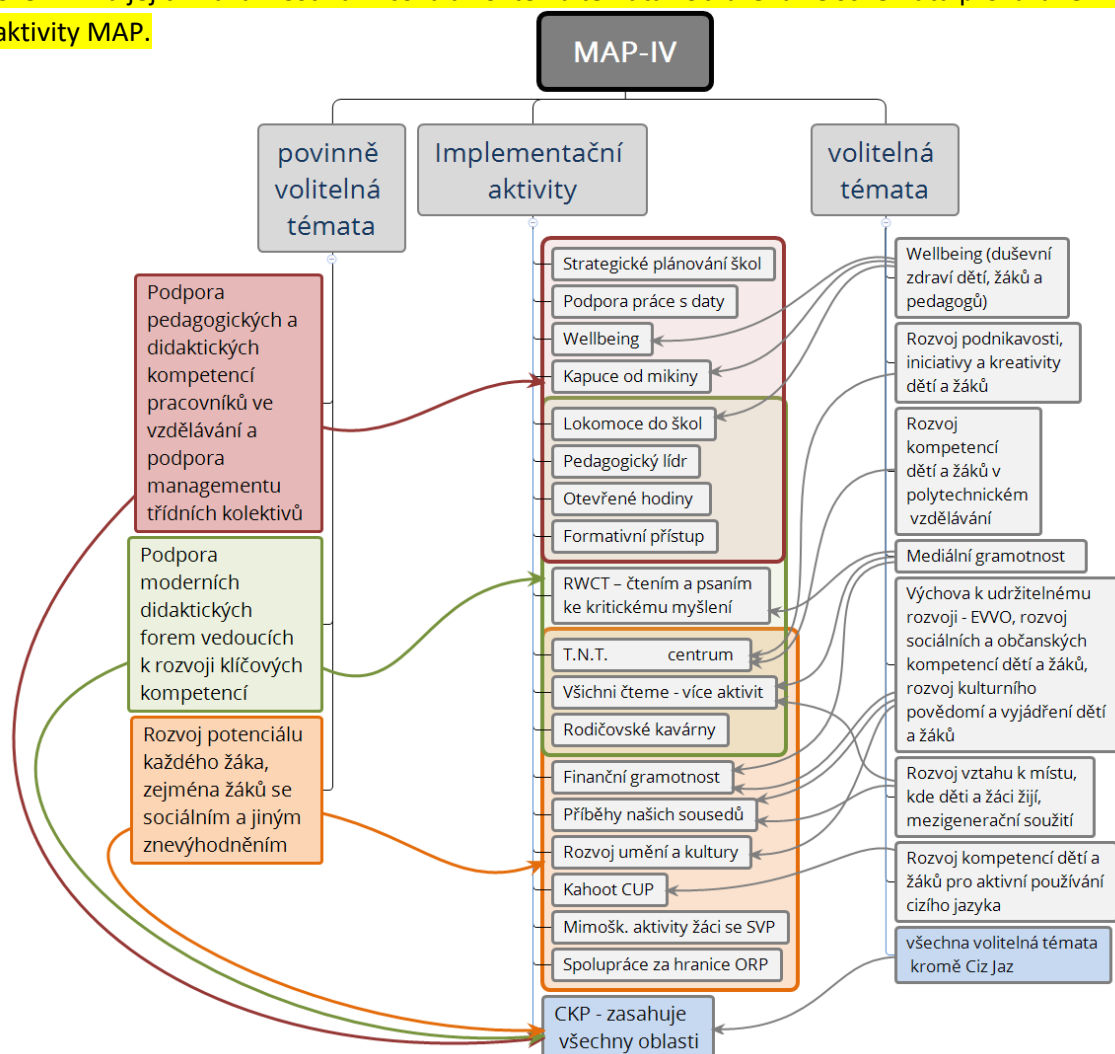 aktivity MAP.
MAP-IV
povinně
volitelná
témata
Implementační
aktivity
volitelná
témata
Podpora
pedagogických a
didaktických
kompetencí
pracovníků ve
vzdělávání a
podpora
managementu
třídních kolektivů
Podpora
moderních
didaktických
forem vedoucích
k rozvoji klíčových
kompetencí
Rozvoj potenciálu
každého žáka,
zejména žáků se
sociálním a jiným
znevýhodněním
Strategické plánování škol
Podpora práce s daty
Wellbeing
Kapuce od mikiny
Lokomoce do škol
Pedagogický lídr
Otevřené hodiny
Formativní přístup
RWCT – čtením a psaním
ke kritickému myšlení
T.N.T. centrum
Všichni čteme - více aktivit
Rodičovské kavárny
Finanční gramotnost
Příběhy našich sousedů
Rozvoj umění a kultury
Kahoot CUP
Mimošk. aktivity žáci se SVP
Spolupráce za hranice ORP
CKP - zasahuje
všechny oblasti
Wellbeing (duševní
zdraví dětí, žáků a
pedagogů)
Rozvoj podnikavosti,
iniciativy a kreativity
dětí a žáků
Rozvoj
kompetencí
dětí a žáků v
polytechnickém
vzdělávání
Mediální gramotnost
Výchova k udržitelnému
rozvoji - EVVO, rozvoj
sociálních a občanských
kompetencí dětí a žáků,
rozvoj kulturního
povědomí a vyjádření dětí
a žáků
Rozvoj vztahu k místu,
kde děti a žáci žijí,
mezigenerační soužití
Rozvoj kompetencí dětí a
žáků pro aktivní používání
cizího jazyka
všechna volitelná témata
kromě Ciz Jaz